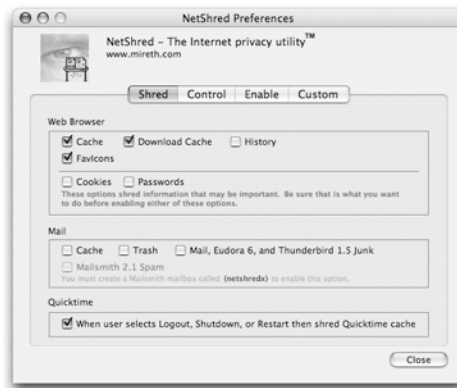 NetShred Preferences
NetShred – The Internet privacy utility™
www.mireth.com
Shred Control Enable Custom
Web Browser
Cache Download Cache History
FavIcons
Cookies Passwords
These options shred information that may be important. Be sure that is what you want
to do before enabling either of these options.
Mail
Cache Trash Mail, Eudora 6, and Thunderbird 1.5 Junk
Mailsmith 2.1 Spam
You must create a Mailsmith mailbox called (netshredx) to enable this option,
Quicktime
When user selects Logout, Shutdown, or Restart then shred Quicktime cache
Close